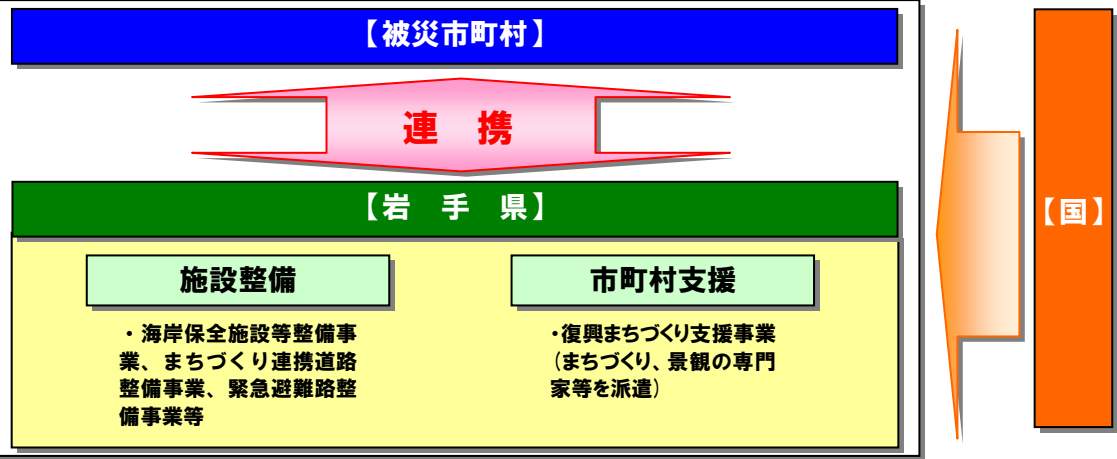 【被災市町村】
連　携
【岩　手　県】
【国】
施設整備
・海岸保全施設等整備事
業、まちづくり連携道路
整備事業、緊急避難路整
備事業等
市町村支援
・復興まちづくり支援事業
（まちづくり、景観の専門
家等を派遣）